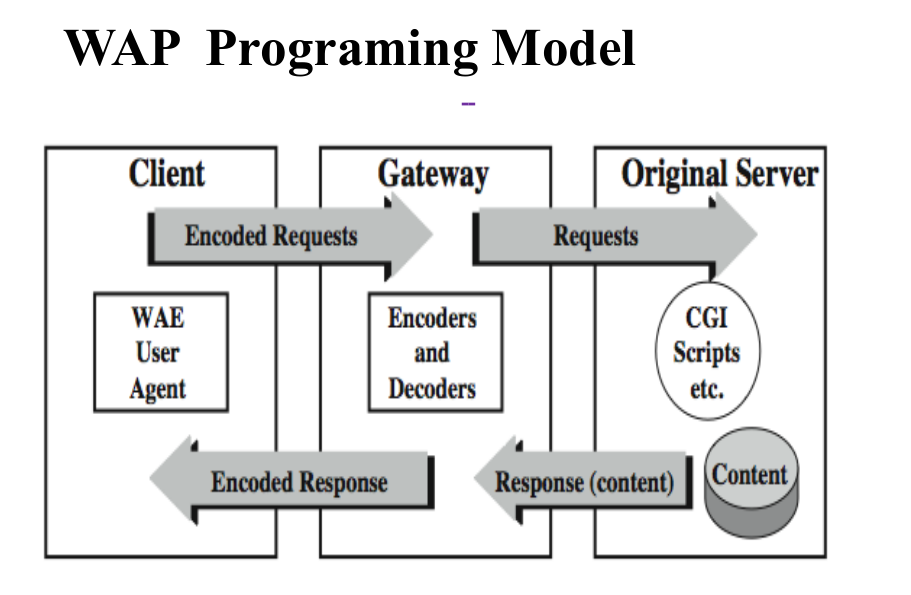 WAP Programing Model
Client
Gateway
Original Server
Encoded Requests
Requests
WAE
User
Agent
Encoders
and
Decoders
CGI
Scripts
etc.
Encoded Response
Response (content)
Content